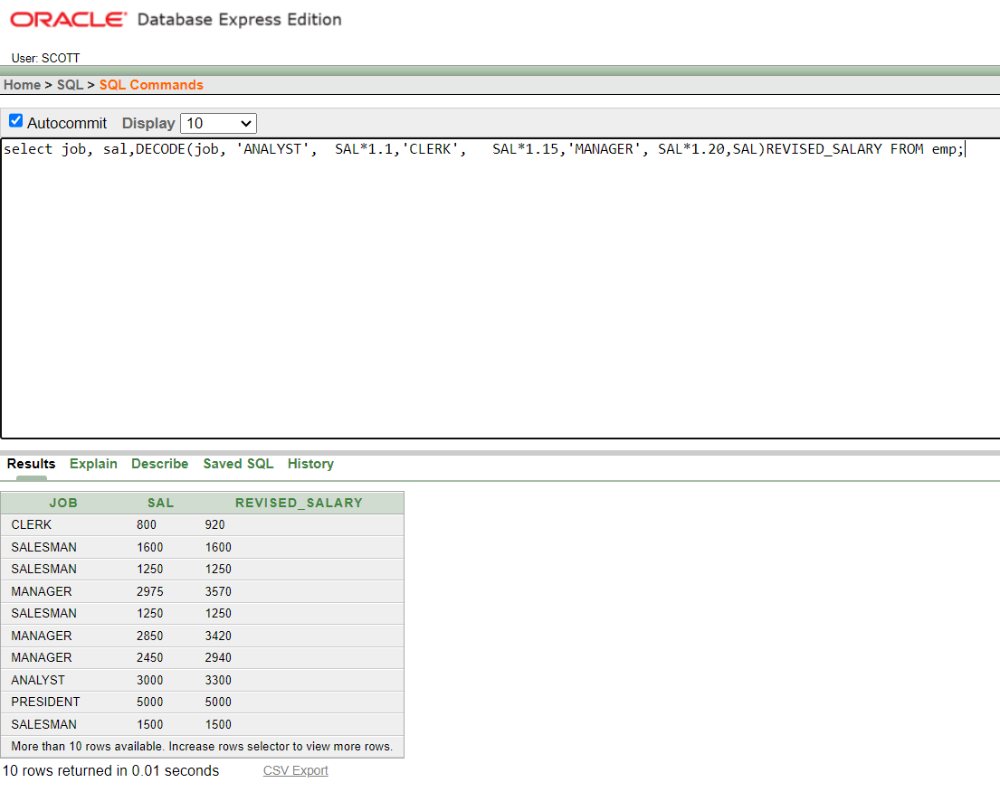 ORACLE Database Express Edition
User: SCOTT
Home > SQL > SQL Commands
Autocommit Display 10
select job, sal,DECODE(job, 'ANALYST',  SAL*1.1,'CLERK',   SAL*1.15,'MANAGER', SAL*1.20,SAL)REVISED_SALARY FROM emp;
Results Explain Describe Saved SQL History
JOB SAL REVISED_SALARY
CLERK 800 920
SALESMAN 1600 1600
SALESMAN 1250 1250
MANAGER 2975 3570
SALESMAN 1250 1250
MANAGER 2850 3420
MANAGER 2450 2940
ANALYST 3000 3300
PRESIDENT 5000 5000
SALESMAN 1500 1500
More than 10 rows available. Increase rows selector to view more rows.
10 rows returned in 0.01 seconds CSV Export